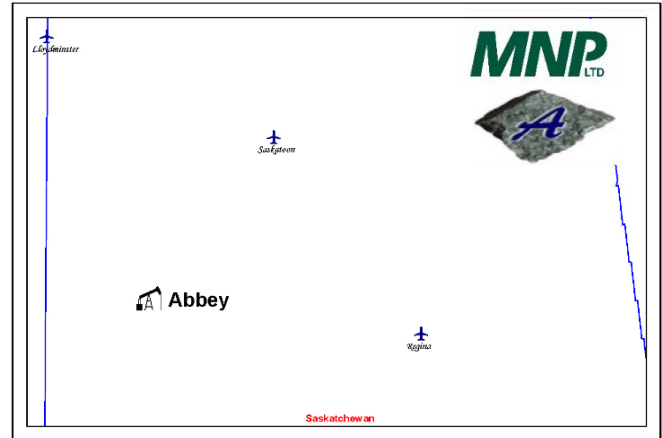 Lloydminster
MNP
LTD
A
Saskatoon
Abbey
Regina
Saskatchewan